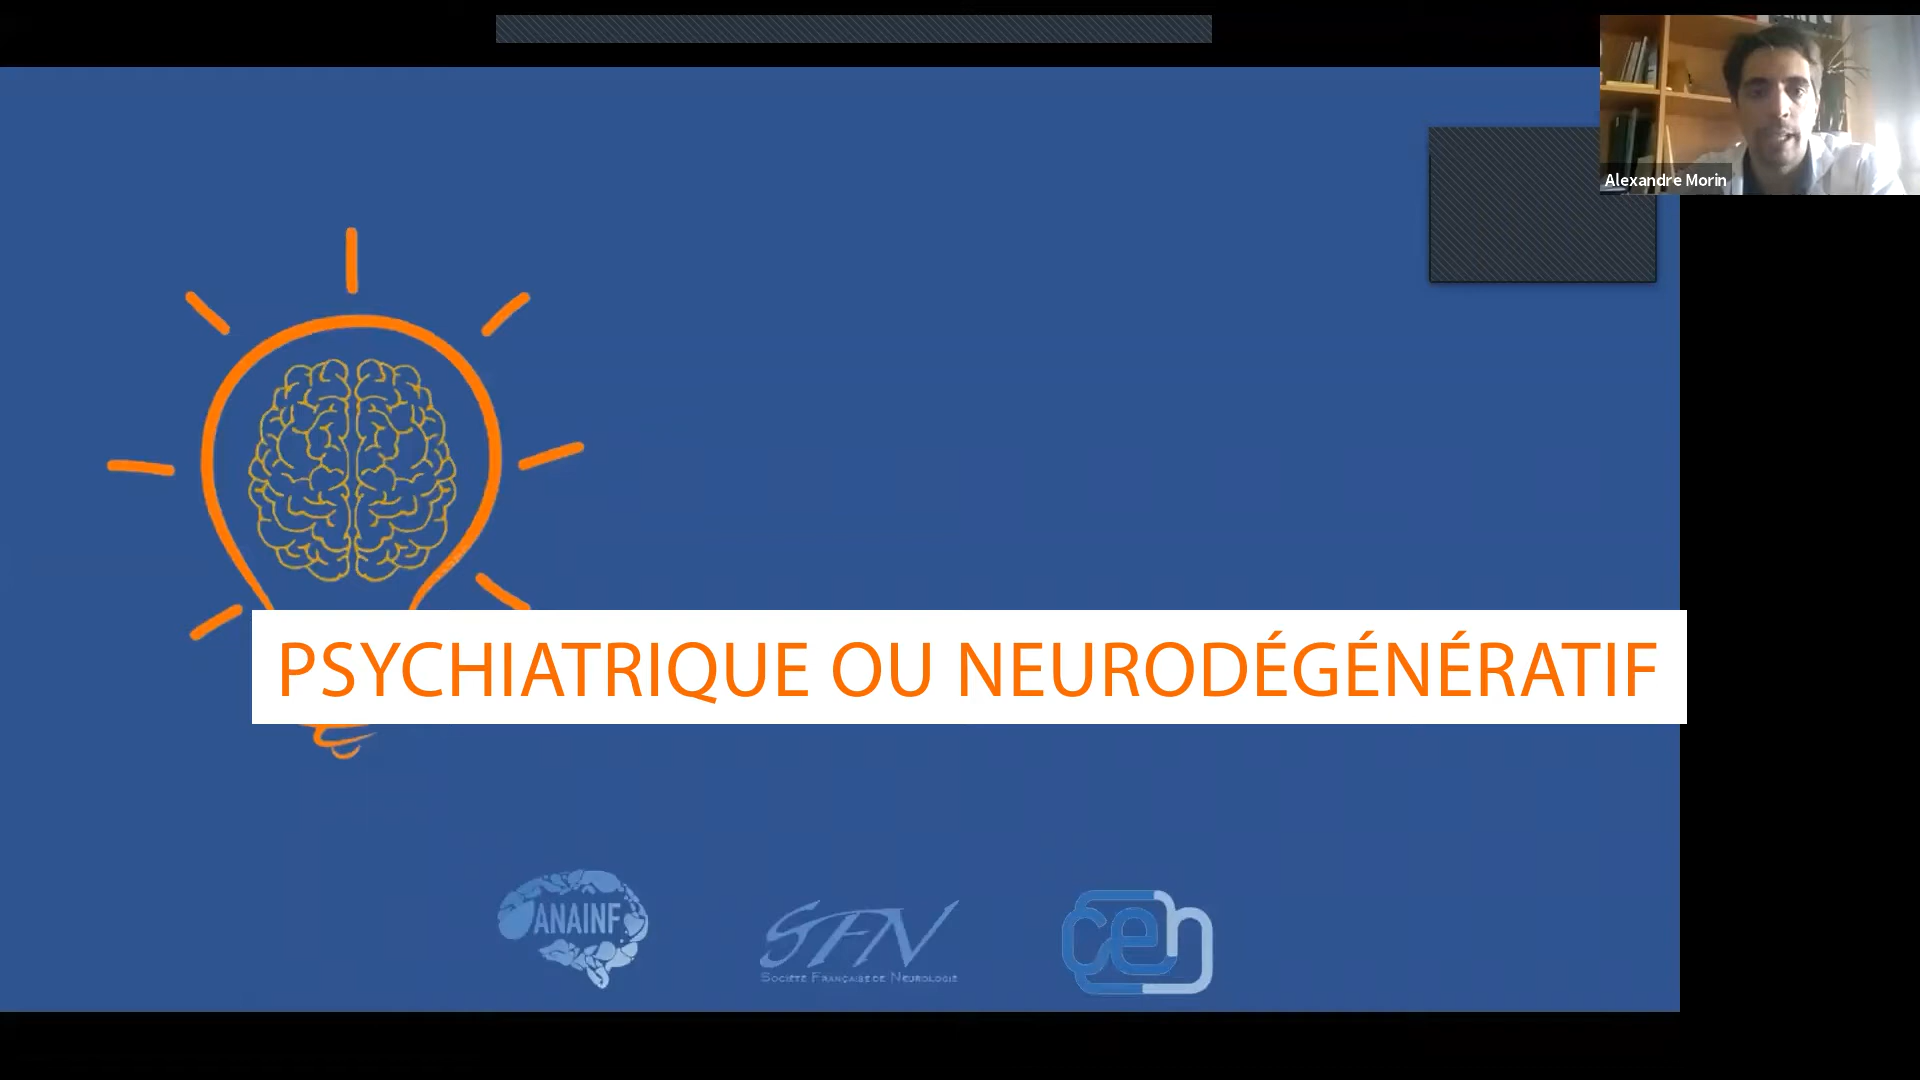 Alexandre Morin
PSYCHIATRIQUE OU NEURODÉGÉNÉRATIF
ANAINF
SFN
SOCIÉTÉ FRANÇAISE DE NEUROLOGIE
cen